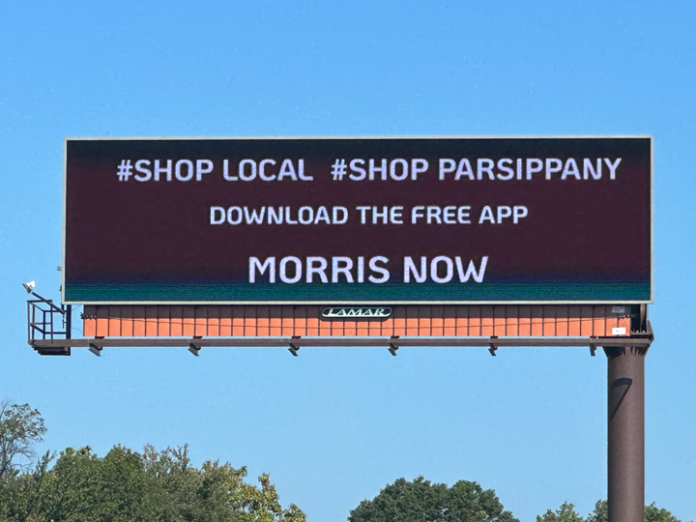 #SHOP LOCAL #SHOP PARSIPPANY
DOWNLOAD THE FREE APP
MORRIS NOW
LAMAR